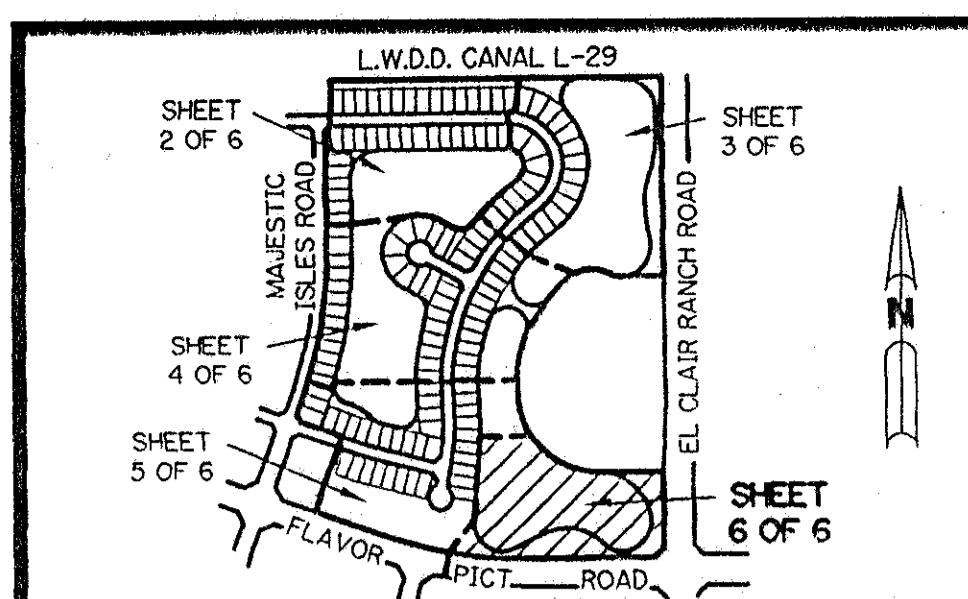 L.W.D.D. CANAL L-29
SHEET
2 OF 6
SHEET
3 OF 6
MAJESTIC
ISLES ROAD
EL CLAIR RANCH ROAD
N
SHEET
4 OF 6
SHEET
5 OF 6
SHEET
6 OF 6
FLAVOR PICT ROAD